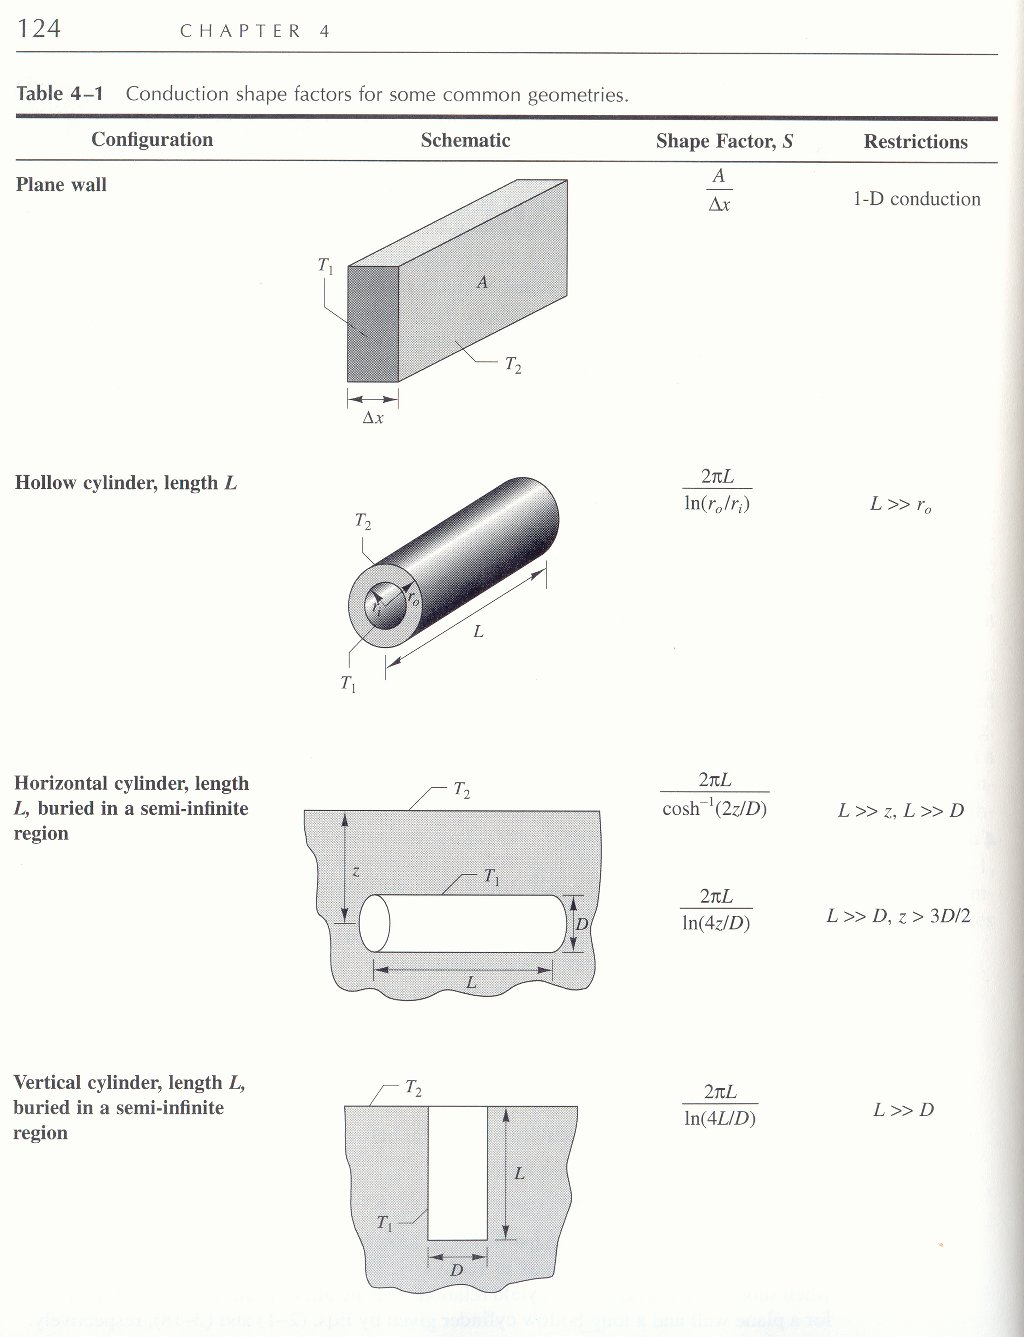 124 CHAPTER 4
Table 4–1 Conduction shape factors for some common geometries.
Configuration Schematic Shape Factor, S Restrictions
Plane wall
A
Δx
1-D conduction
T1
A
T2
Δx
Hollow cylinder, length L
2πL
ln(ro/ri)
L >> ro
T2
ri
ro
L
T1
Horizontal cylinder, length
L, buried in a semi-infinite
region
T2
z
T1
D
L
2πL
cosh⁻¹(2z/D)
L >> z, L >> D
2πL
ln(4z/D)
L >> D, z > 3D/2
Vertical cylinder, length L,
buried in a semi-infinite
region
T2
L
T1
D
2πL
ln(4L/D)
L >> D